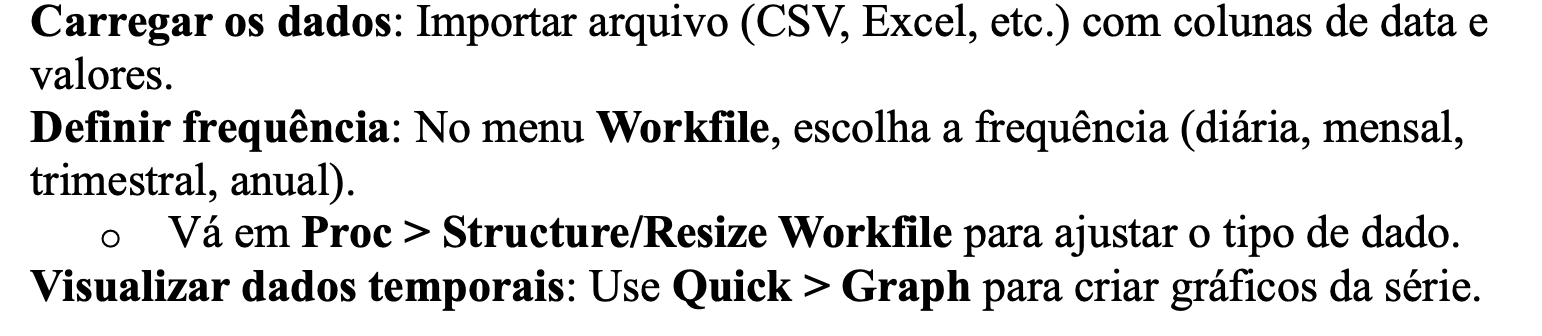 Carregar os dados: Importar arquivo (CSV, Excel, etc.) com colunas de data e
valores.
Definir frequência: No menu Workfile, escolha a frequência (diária, mensal,
trimestral, anual).
○ Vá em Proc > Structure/Resize Workfile para ajustar o tipo de dado.
Visualizar dados temporais: Use Quick > Graph para criar gráficos da série.